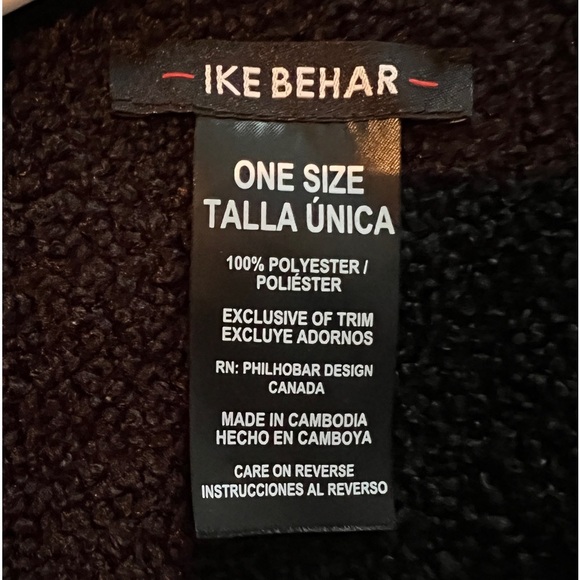 IKE BEHAR
ONE SIZE
TALLA ÚNICA
100% POLYESTER /
POLIÉSTER
EXCLUSIVE OF TRIM
EXCLUYE ADORNOS
RN: PHILHOBAR DESIGN
CANADA
MADE IN CAMBODIA
HECHO EN CAMBOYA
CARE ON REVERSE
INSTRUCCIONES AL REVERSO